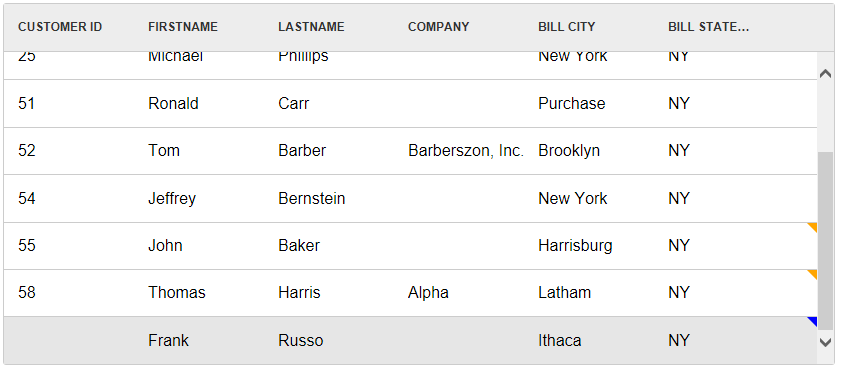 CUSTOMER ID FIRSTNAME LASTNAME COMPANY BILL CITY BILL STATE...
25 Michael Phillips New York NY
51 Ronald Carr Purchase NY
52 Tom Barber Barberszon, Inc. Brooklyn NY
54 Jeffrey Bernstein New York NY
55 John Baker Harrisburg NY
58 Thomas Harris Alpha Latham NY
Frank Russo Ithaca NY